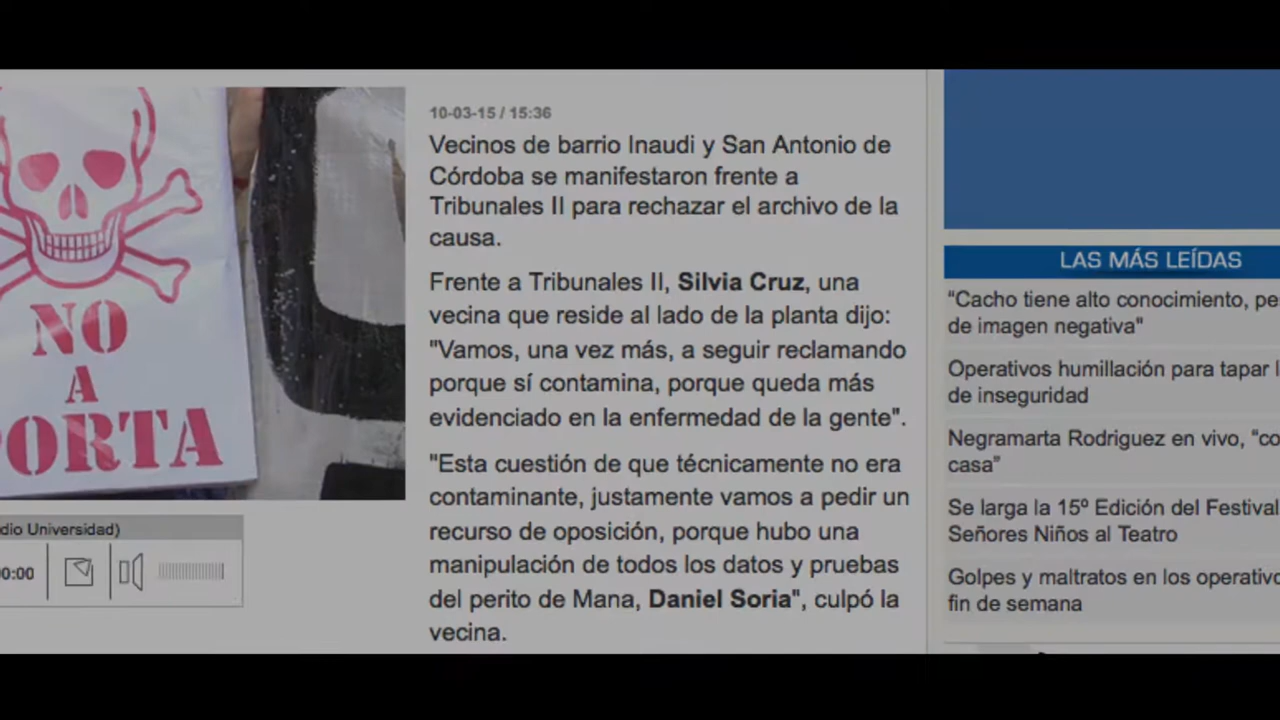 NO
A
PORTA
dio Universidad)
00:00
10-03-15 / 15:36
Vecinos de barrio Inaudi y San Antonio de
Córdoba se manifestaron frente a
Tribunales II para rechazar el archivo de la
causa.
Frente a Tribunales II, Silvia Cruz, una
vecina que reside al lado de la planta dijo:
"Vamos, una vez más, a seguir reclamando
porque sí contamina, porque queda más
evidenciado en la enfermedad de la gente".
"Esta cuestión de que técnicamente no era
contaminante, justamente vamos a pedir un
recurso de oposición, porque hubo una
manipulación de todos los datos y pruebas
del perito de Mana, Daniel Soria", culpó la
vecina.
LAS MÁS LEÍDAS
“Cacho tiene alto conocimiento, pe
de imagen negativa"
Operativos humillación para tapar l
de inseguridad
Negramarta Rodriguez en vivo, “co
casa”
Se larga la 15º Edición del Festival
Señores Niños al Teatro
Golpes y maltratos en los operativo
fin de semana